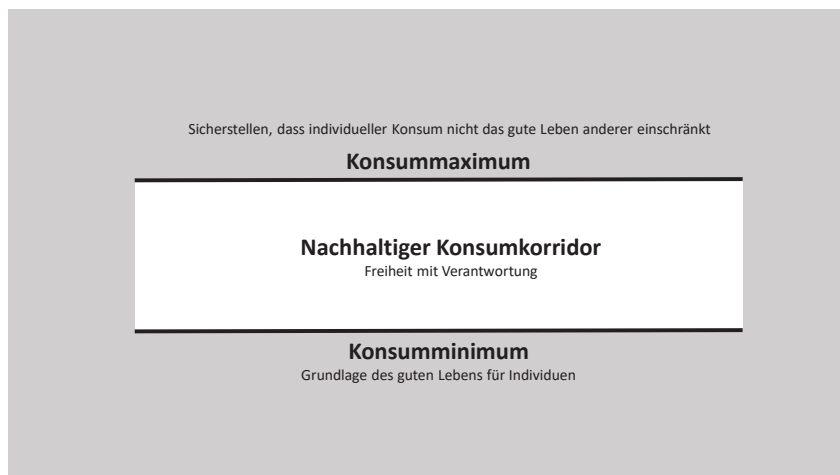 Sicherstellen, dass individueller Konsum nicht das gute Leben anderer einschränkt
Konsummaximum
Nachhaltiger Konsumkorridor
Freiheit mit Verantwortung
Konsumminimum
Grundlage des guten Lebens für Individuen